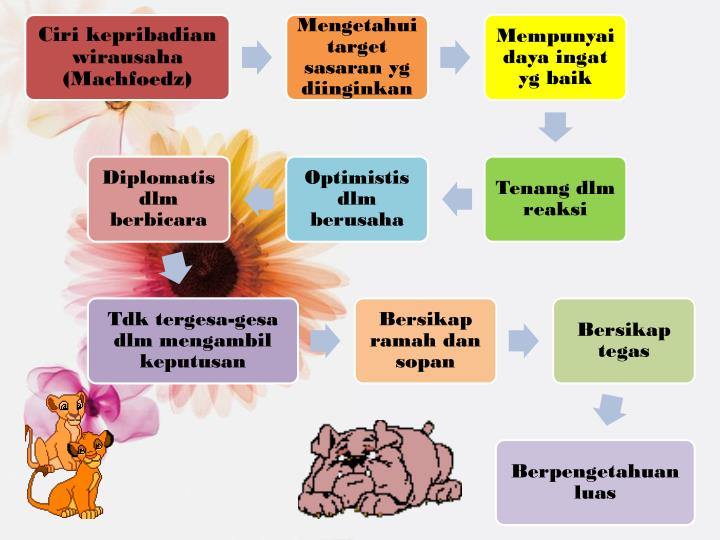 Ciri kepribadian
wirausaha
(Machfoedz)
Mengetahui
target
sasaran yg
diinginkan
Mempunyai
daya ingat
yg baik
Tenang dlm
reaksi
Optimistis
dlm
berusaha
Diplomatis
dlm
berbicara
Tdk tergesa-gesa
dlm mengambil
keputusan
Bersikap
ramah dan
sopan
Bersikap
tegas
Berpengetahuan
luas